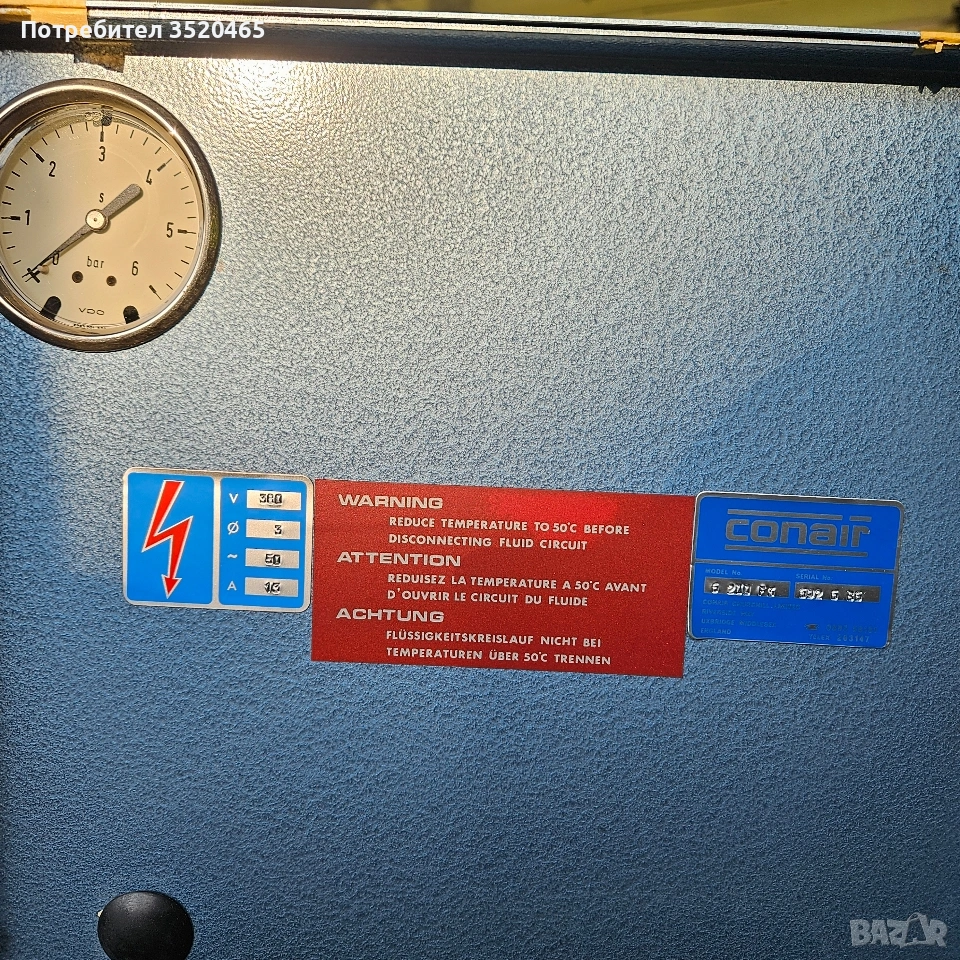 Потребител 3520465
0
1
2
3
4
5
6
s
bar
VDO
V 380
Ø 3
~ 50
A
WARNING
REDUCE TEMPERATURE TO 50°C BEFORE
DISCONNECTING FLUID CIRCUIT
ATTENTION
REDUISEZ LA TEMPERATURE A 50°C AVANT
D'OUVRIR LE CIRCUIT DU FLUIDE
ACHTUNG
FLÜSSIGKEITSKREISLAUF NICHT BEI
TEMPERATUREN ÜBER 50°C TRENNEN
conair
MODEL No. SERIAL No.
ENGLAND
BAZAR